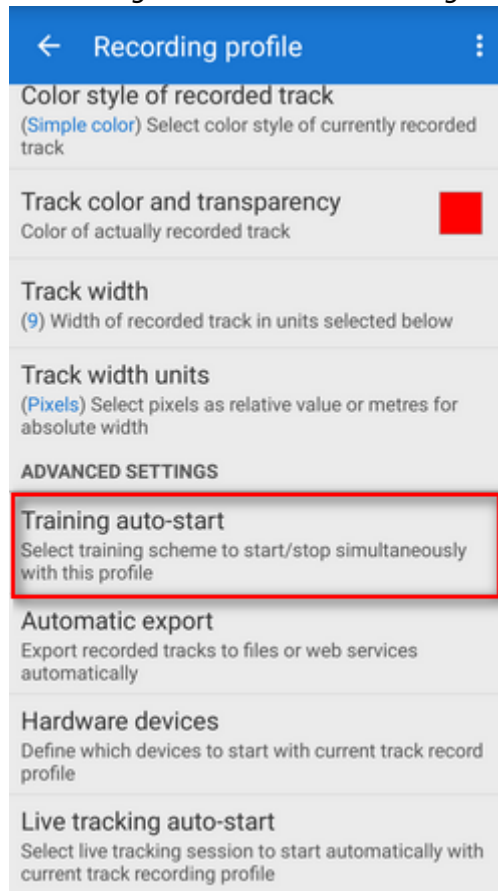 Recording profile
Color style of recorded track
(Simple color) Select color style of currently recorded
track
Track color and transparency
Color of actually recorded track
Track width
(9) Width of recorded track in units selected below
Track width units
(Pixels) Select pixels as relative value or metres for
absolute width
ADVANCED SETTINGS
Training auto-start
Select training scheme to start/stop simultaneously
with this profile
Automatic export
Export recorded tracks to files or web services
automatically
Hardware devices
Define which devices to start with current track record
profile
Live tracking auto-start
Select live tracking session to start automatically with
current track recording profile